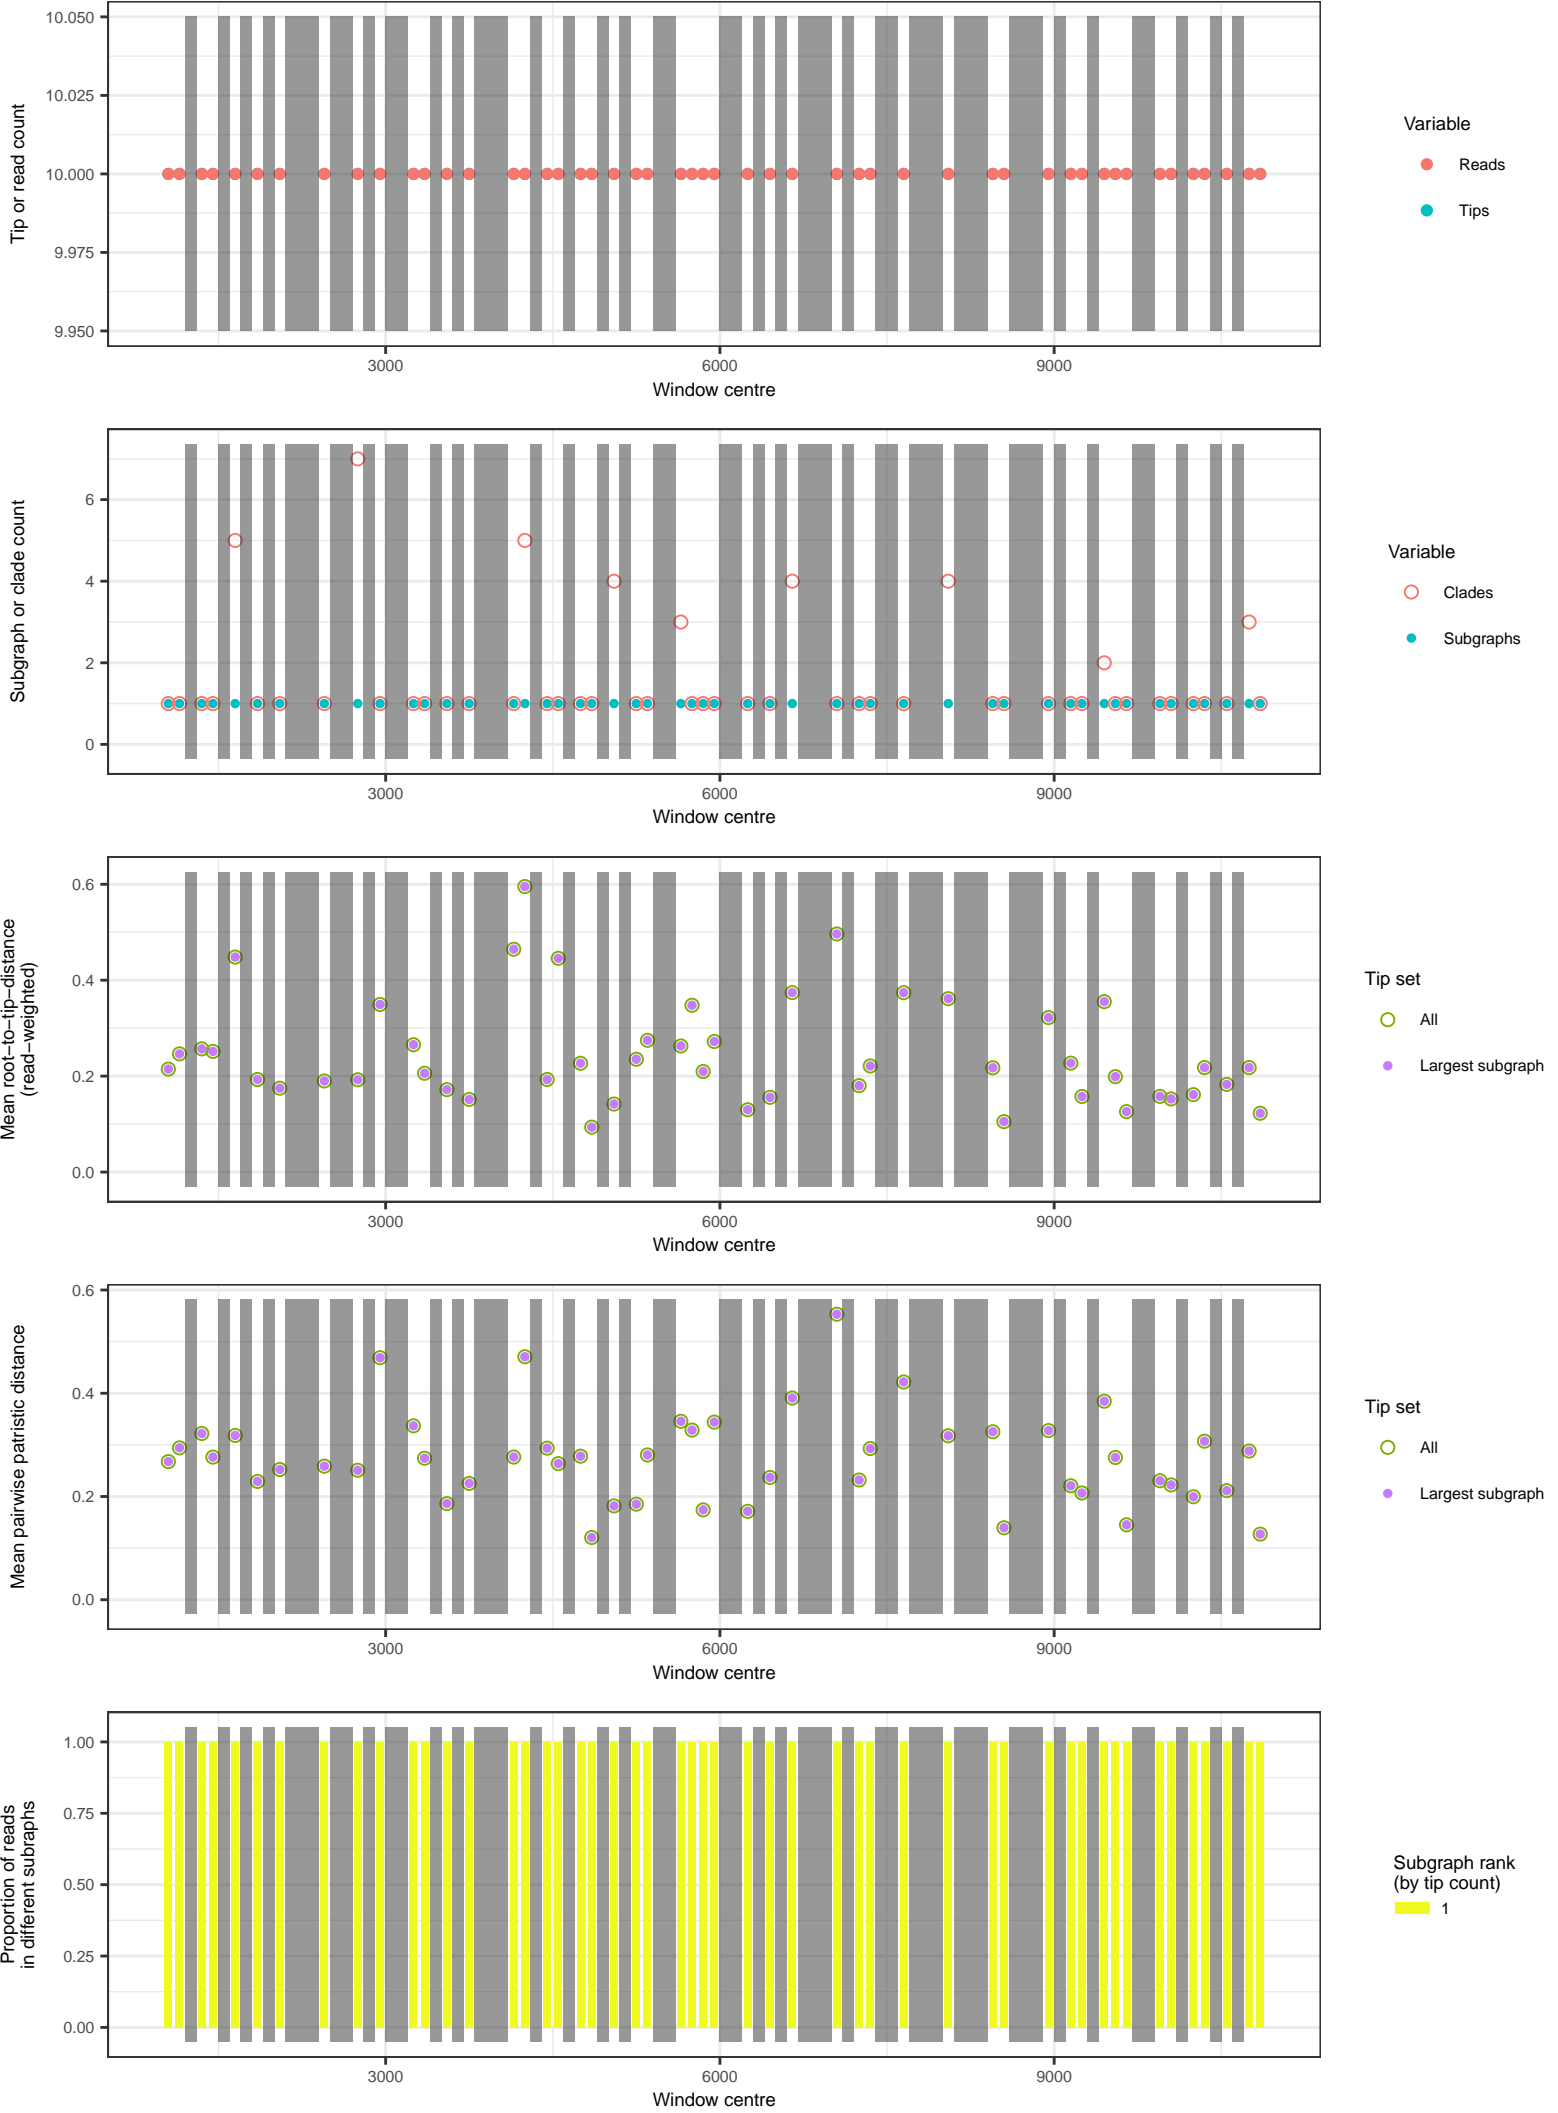 10.050
10.025
10.000
9.975
9.950
Tip or read count
3000
6000
9000
Window centre
Variable
Reads
Tips
6
4
2
0
Subgraph or clade count
3000
6000
9000
Window centre
Variable
Clades
Subgraphs
0.6
0.4
0.2
0.0
Mean root−to−tip−distance
(read−weighted)
3000
6000
9000
Window centre
Tip set
All
Largest subgraph
0.6
0.4
0.2
0.0
Mean pairwise patristic distance
3000
6000
9000
Window centre
Tip set
All
Largest subgraph
1.00
0.75
0.50
0.25
0.00
Proportion of reads
in different subraphs
3000
6000
9000
Window centre
Subgraph rank
(by tip count)
1